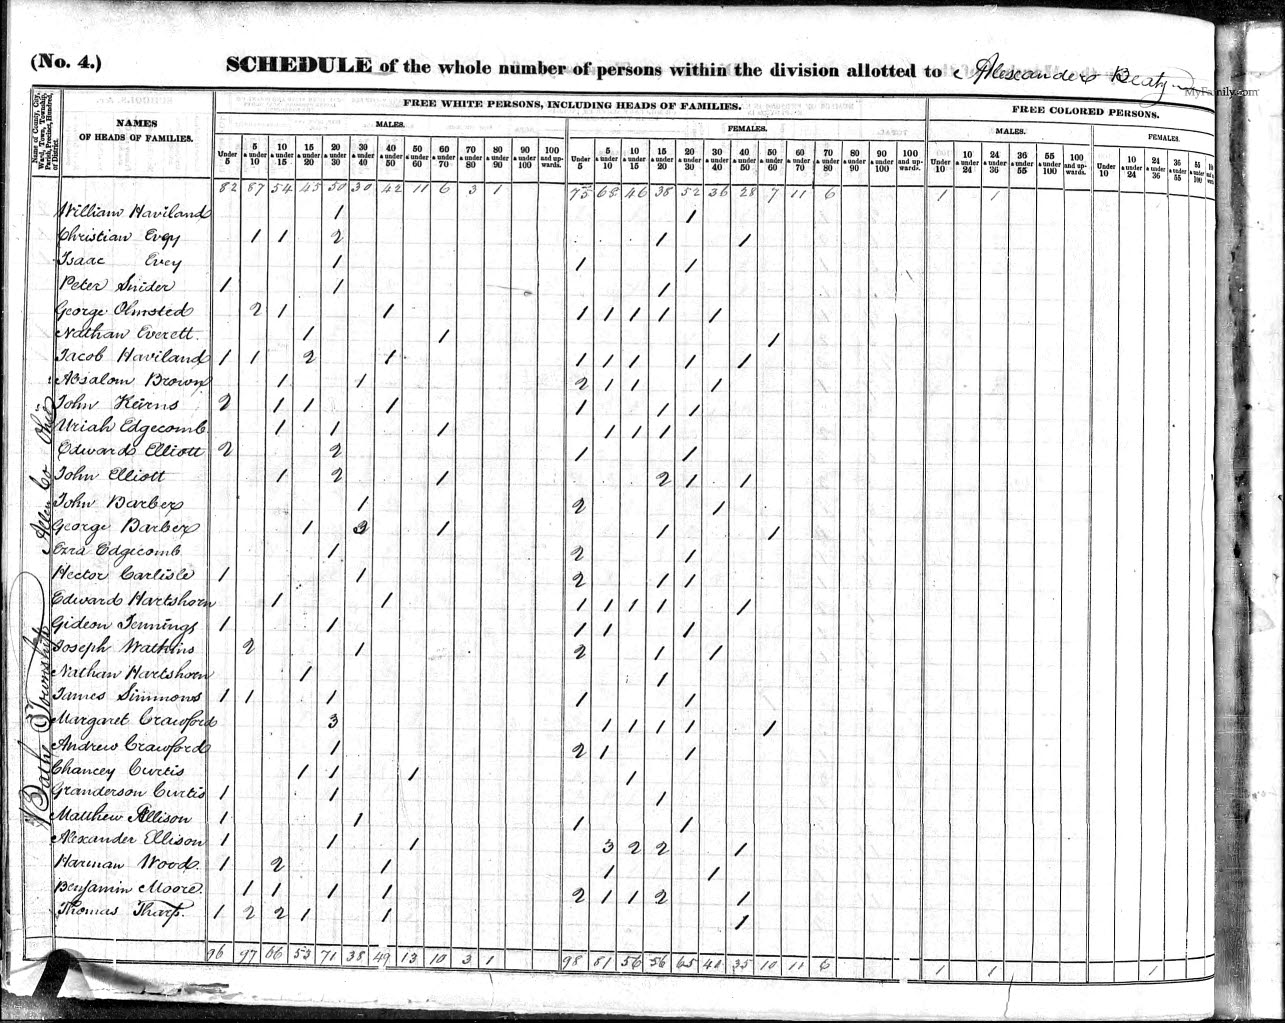 (No. 4.) SCHEDULE of the whole number of persons within the division allotted to Alexander Beaty
MyFamily.com
Name of County, City, Ward, Town, Township, Parish, Precinct, Hundred, or District.
NAMES OF HEADS OF FAMILIES.
FREE WHITE PERSONS, INCLUDING HEADS OF FAMILIES.
FREE COLORED PERSONS.
MALES. FEMALES. MALES. FEMALES.
Under 5 5 & under 10 10 & under 15 15 & under 20 20 & under 30 30 & under 40 40 & under 50 50 & under 60 60 & under 70 70 & under 80 80 & under 90 90 & under 100 100 and upwards. Under 5 5 & under 10 10 & under 15 15 & under 20 20 & under 30 30 & under 40 40 & under 50 50 & under 60 60 & under 70 70 & under 80 80 & under 90 90 & under 100 100 and upwards. Under 10 10 & under 24 24 & under 36 36 & under 55 55 & under 100 100 and upwards. Under 10 10 & under 24 24 & under 36 36 & under 55 55 & under 100
82 87 54 45 50 30 42 11 6 3 1 75 68 46 38 52 36 28 7 11 6 1 1
William Haviland 1 1
Christian Evey 1 1 2 1 1
Isaac Evey 1 1 1
Peter Snider 1 1 1
George Olmsted 2 1 1 1 1 1 1 1
Nathan Everett. 1 1 1
Jacob Haviland 1 1 2 1 1 1 1 1 1
Absalom Brown 1 1 2 1 1 1
John Keirns 2 1 1 1 1 1 1
Uriah Edgecomb 1 1 1 1 1 1
Edward Elliott 2 2 1 1
John Elliott 1 2 1 2 1 1
John Barber 1 2 1
George Barber 1 1 1 1
Ezra Edgecomb 1 2 1
Hector Carlisle 1 1 2 1 1
Edward Hartshorn 1 1 1 1 1 1 1
Gideon Jennings 1 1 1 1 1
Joseph Watkins 2 1 2 1 1
Nathan Hartshorn 1 1
James Simmons 1 1 1 1 1
Margaret Crawford 3 1 1 1 1 1
Andrew Crawford 1 2 1 1
Chancey Curtis 1 1 1 1
Granderson Curtis 1 1 1
Matthew Allison 1 1 1 1
Alexander Ellison 1 1 1 3 2 2 1
Harman Wood. 1 2 1 1 1
Benjamin Moore. 1 1 1 1 2 1 1 2 1
Thomas Tharp. 1 2 2 1 1 1
96 97 66 53 71 38 49 13 10 3 1 98 81 56 56 65 41 35 10 11 6 1 1 1
Bath Township Allen Co Ohio